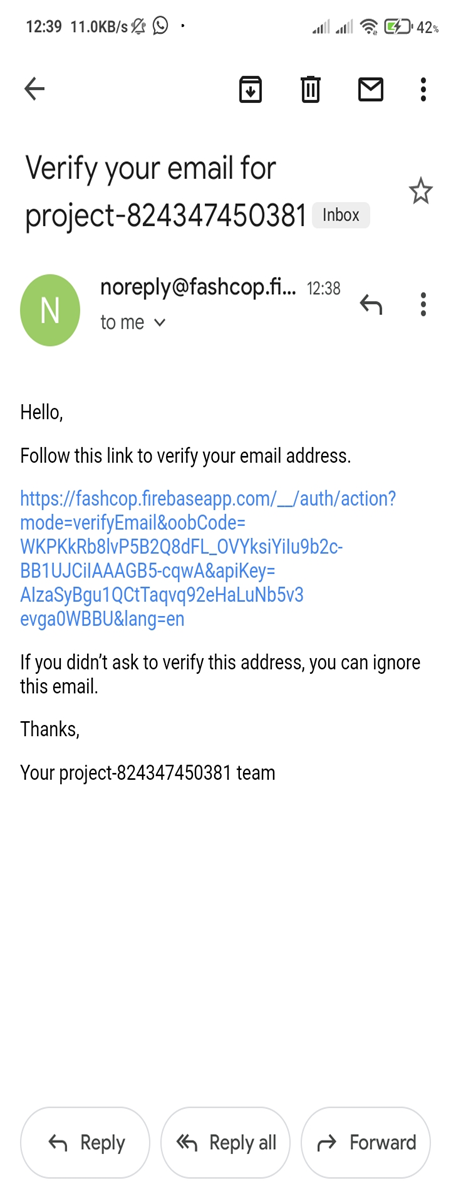 12:39 11.0KB/s 42%
Verify your email for
project-824347450381 Inbox
N
noreply@fashcop.fi... 12:38
to me
Hello,
Follow this link to verify your email address.
https://fashcop.firebaseapp.com/__/auth/action?
mode=verifyEmail&oobCode=
WKPKkRb8lvP5B2Q8dFL_OVYksiYiIu9b2c-
BB1UJCiIAAAGB5-cqwA&apiKey=
AIzaSyBgu1QCtTaqvq92eHaLuNb5v3
evga0WBBU&lang=en
If you didn’t ask to verify this address, you can ignore
this email.
Thanks,
Your project-824347450381 team
Reply Reply all Forward